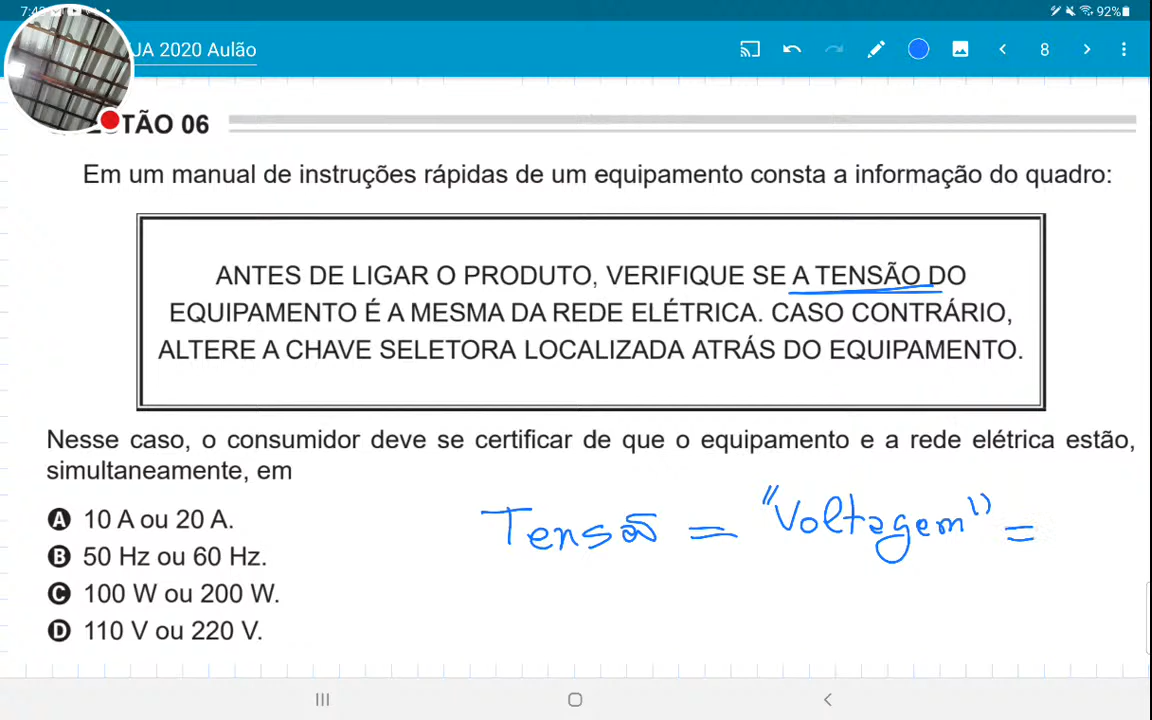 JA 2020 Aulão
92%
8
TÃO 06
Em um manual de instruções rápidas de um equipamento consta a informação do quadro:
ANTES DE LIGAR O PRODUTO, VERIFIQUE SE A TENSÃO DO
EQUIPAMENTO É A MESMA DA REDE ELÉTRICA. CASO CONTRÁRIO,
ALTERE A CHAVE SELETORA LOCALIZADA ATRÁS DO EQUIPAMENTO.
Nesse caso, o consumidor deve se certificar de que o equipamento e a rede elétrica estão,
simultaneamente, em
A 10 A ou 20 A.
B 50 Hz ou 60 Hz.
C 100 W ou 200 W.
D 110 V ou 220 V.
Tensão = "Voltagem" =